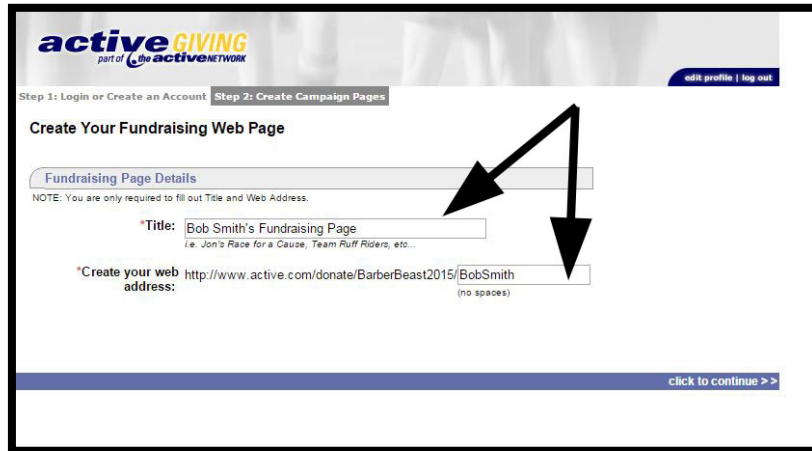 active GIVING
part of the active NETWORK
edit profile | log out
Step 1: Login or Create an Account Step 2: Create Campaign Pages
Create Your Fundraising Web Page
Fundraising Page Details
NOTE: You are only required to fill out Title and Web Address.
*Title: Bob Smith's Fundraising Page
i.e. Jon's Race for a Cause, Team Ruff Riders, etc...
*Create your web address: http://www.active.com/donate/BarberBeast2015/ BobSmith
(no spaces)
click to continue > >